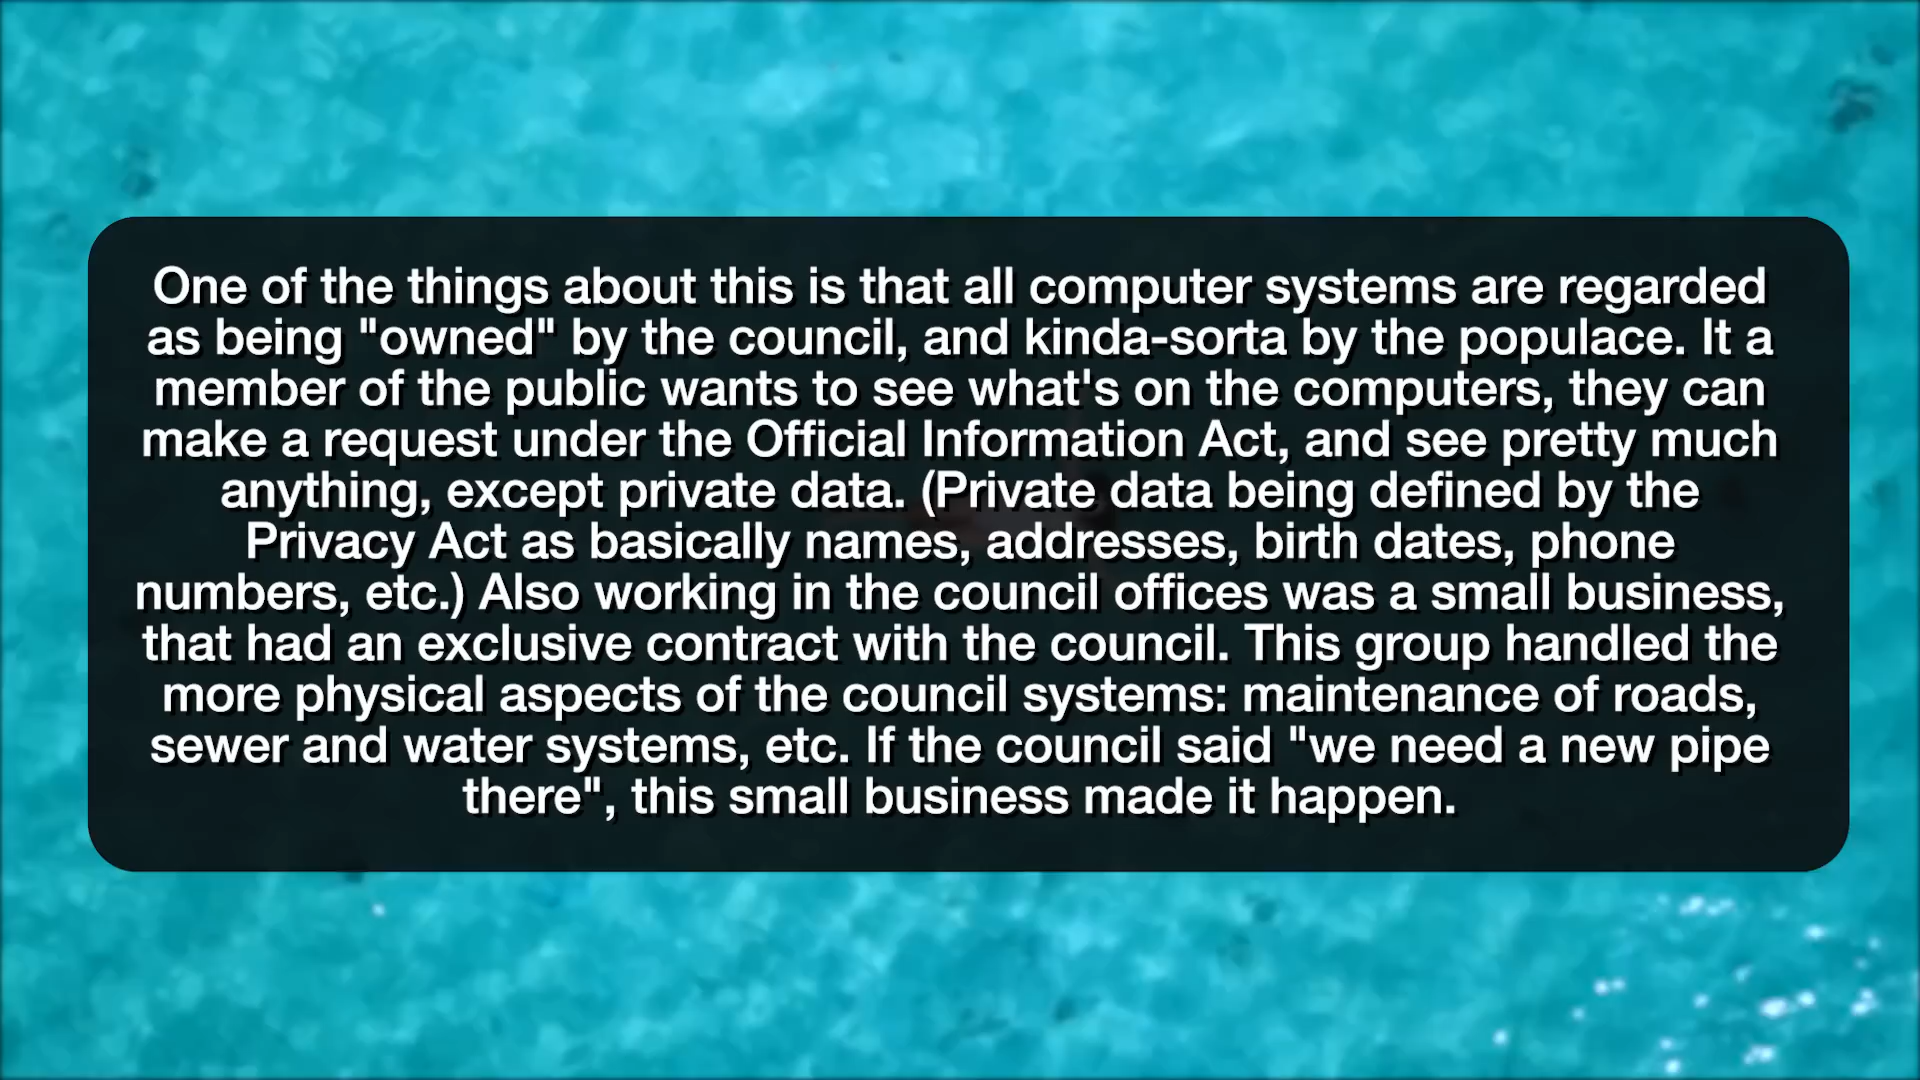 One of the things about this is that all computer systems are regarded
as being "owned" by the council, and kinda-sorta by the populace. It a
member of the public wants to see what's on the computers, they can
make a request under the Official Information Act, and see pretty much
anything, except private data. (Private data being defined by the
Privacy Act as basically names, addresses, birth dates, phone
numbers, etc.) Also working in the council offices was a small business,
that had an exclusive contract with the council. This group handled the
more physical aspects of the council systems: maintenance of roads,
sewer and water systems, etc. If the council said "we need a new pipe
there", this small business made it happen.